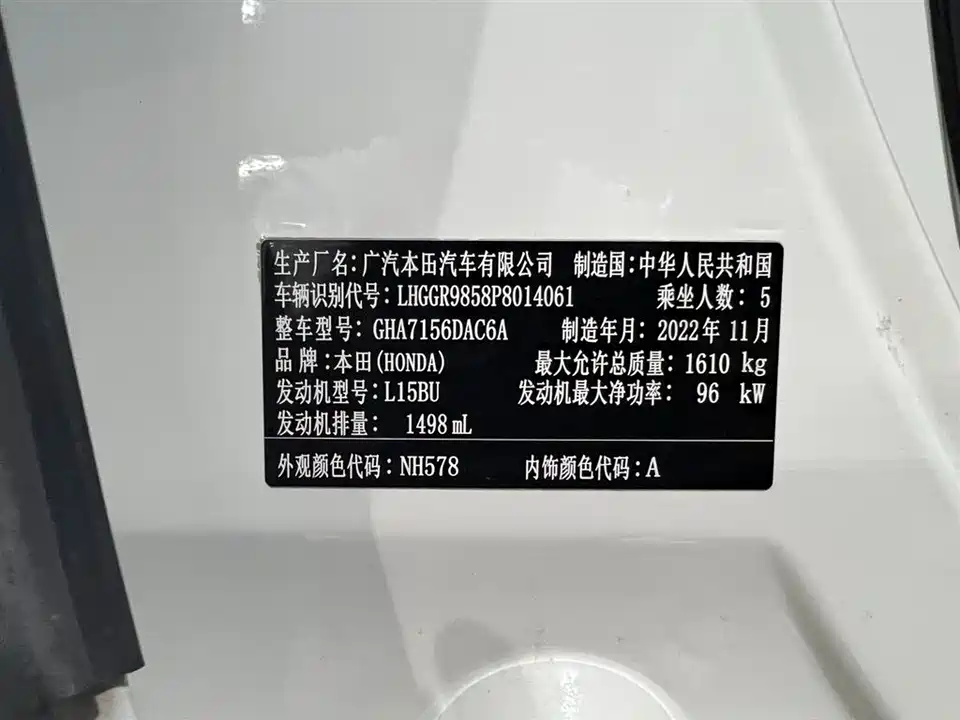 生产厂名：广汽本田汽车有限公司 制造国：中华人民共和国
车辆识别代号：LHGGR9858P8014061 乘坐人数：5
整车型号：GHA7156DAC6A 制造年月：2022年11月
品牌：本田(HONDA) 最大允许总质量：1610 kg
发动机型号：L15BU 发动机最大净功率：96 kW
发动机排量：1498 mL
外观颜色代码：NH578 内饰颜色代码：A